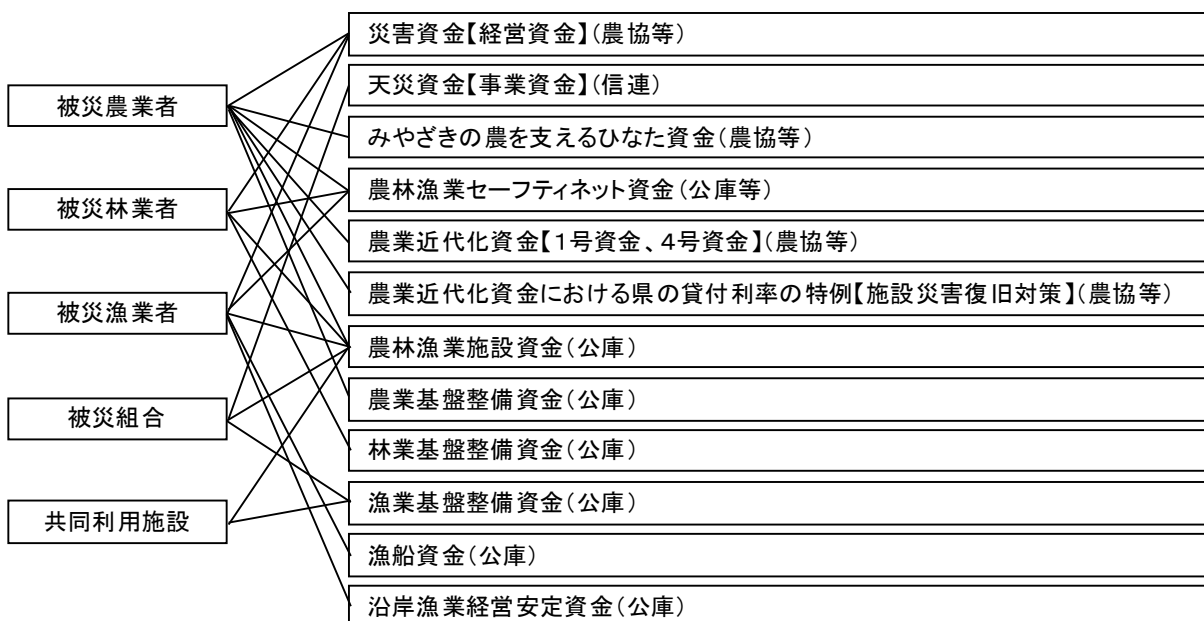 被災農業者
被災林業者
被災漁業者
被災組合
共同利用施設
災害資金【経営資金】(農協等)
天災資金【事業資金】(信連)
みやざきの農を支えるひなた資金(農協等)
農林漁業セーフティネット資金(公庫等)
農業近代化資金【1号資金、4号資金】(農協等)
農業近代化資金における県の貸付利率の特例【施設災害復旧対策】(農協等)
農林漁業施設資金(公庫)
農業基盤整備資金(公庫)
林業基盤整備資金(公庫)
漁業基盤整備資金(公庫)
漁船資金(公庫)
沿岸漁業経営安定資金(公庫)